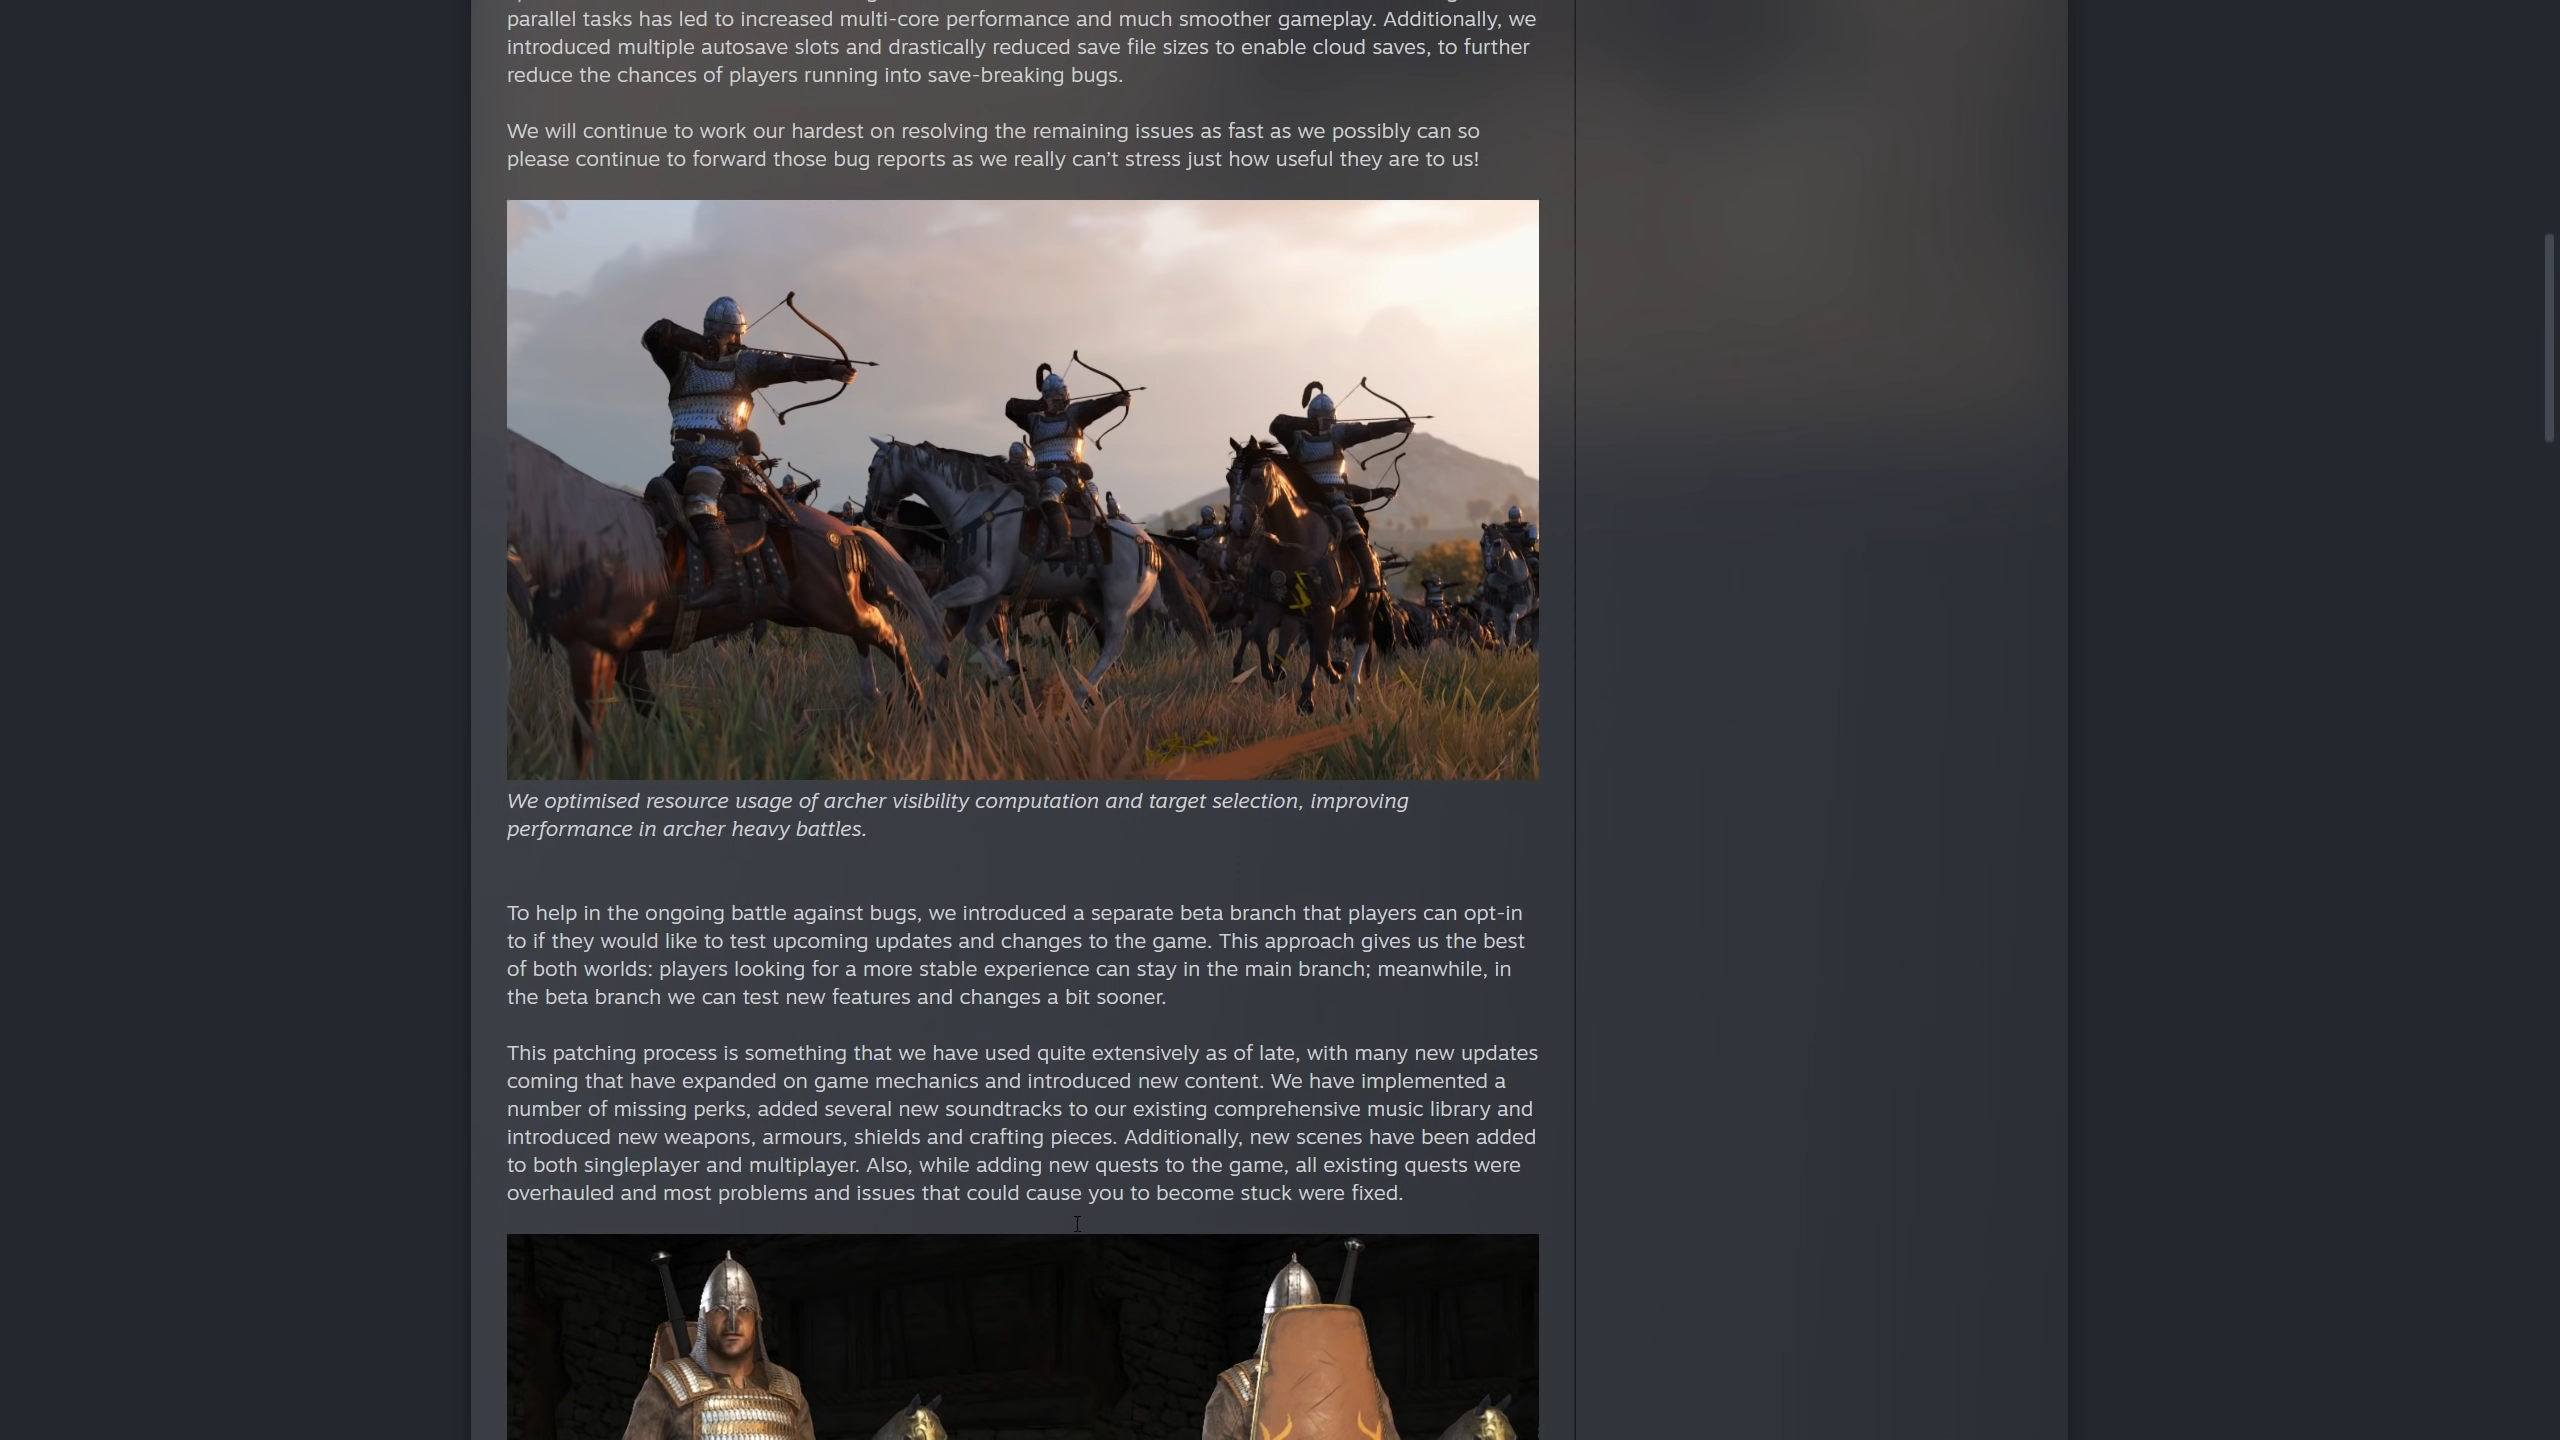 parallel tasks has led to increased multi-core performance and much smoother gameplay. Additionally, we
introduced multiple autosave slots and drastically reduced save file sizes to enable cloud saves, to further
reduce the chances of players running into save-breaking bugs.
We will continue to work our hardest on resolving the remaining issues as fast as we possibly can so
please continue to forward those bug reports as we really can’t stress just how useful they are to us!
We optimised resource usage of archer visibility computation and target selection, improving
performance in archer heavy battles.
To help in the ongoing battle against bugs, we introduced a separate beta branch that players can opt-in
to if they would like to test upcoming updates and changes to the game. This approach gives us the best
of both worlds: players looking for a more stable experience can stay in the main branch; meanwhile, in
the beta branch we can test new features and changes a bit sooner.
This patching process is something that we have used quite extensively as of late, with many new updates
coming that have expanded on game mechanics and introduced new content. We have implemented a
number of missing perks, added several new soundtracks to our existing comprehensive music library and
introduced new weapons, armours, shields and crafting pieces. Additionally, new scenes have been added
to both singleplayer and multiplayer. Also, while adding new quests to the game, all existing quests were
overhauled and most problems and issues that could cause you to become stuck were fixed.